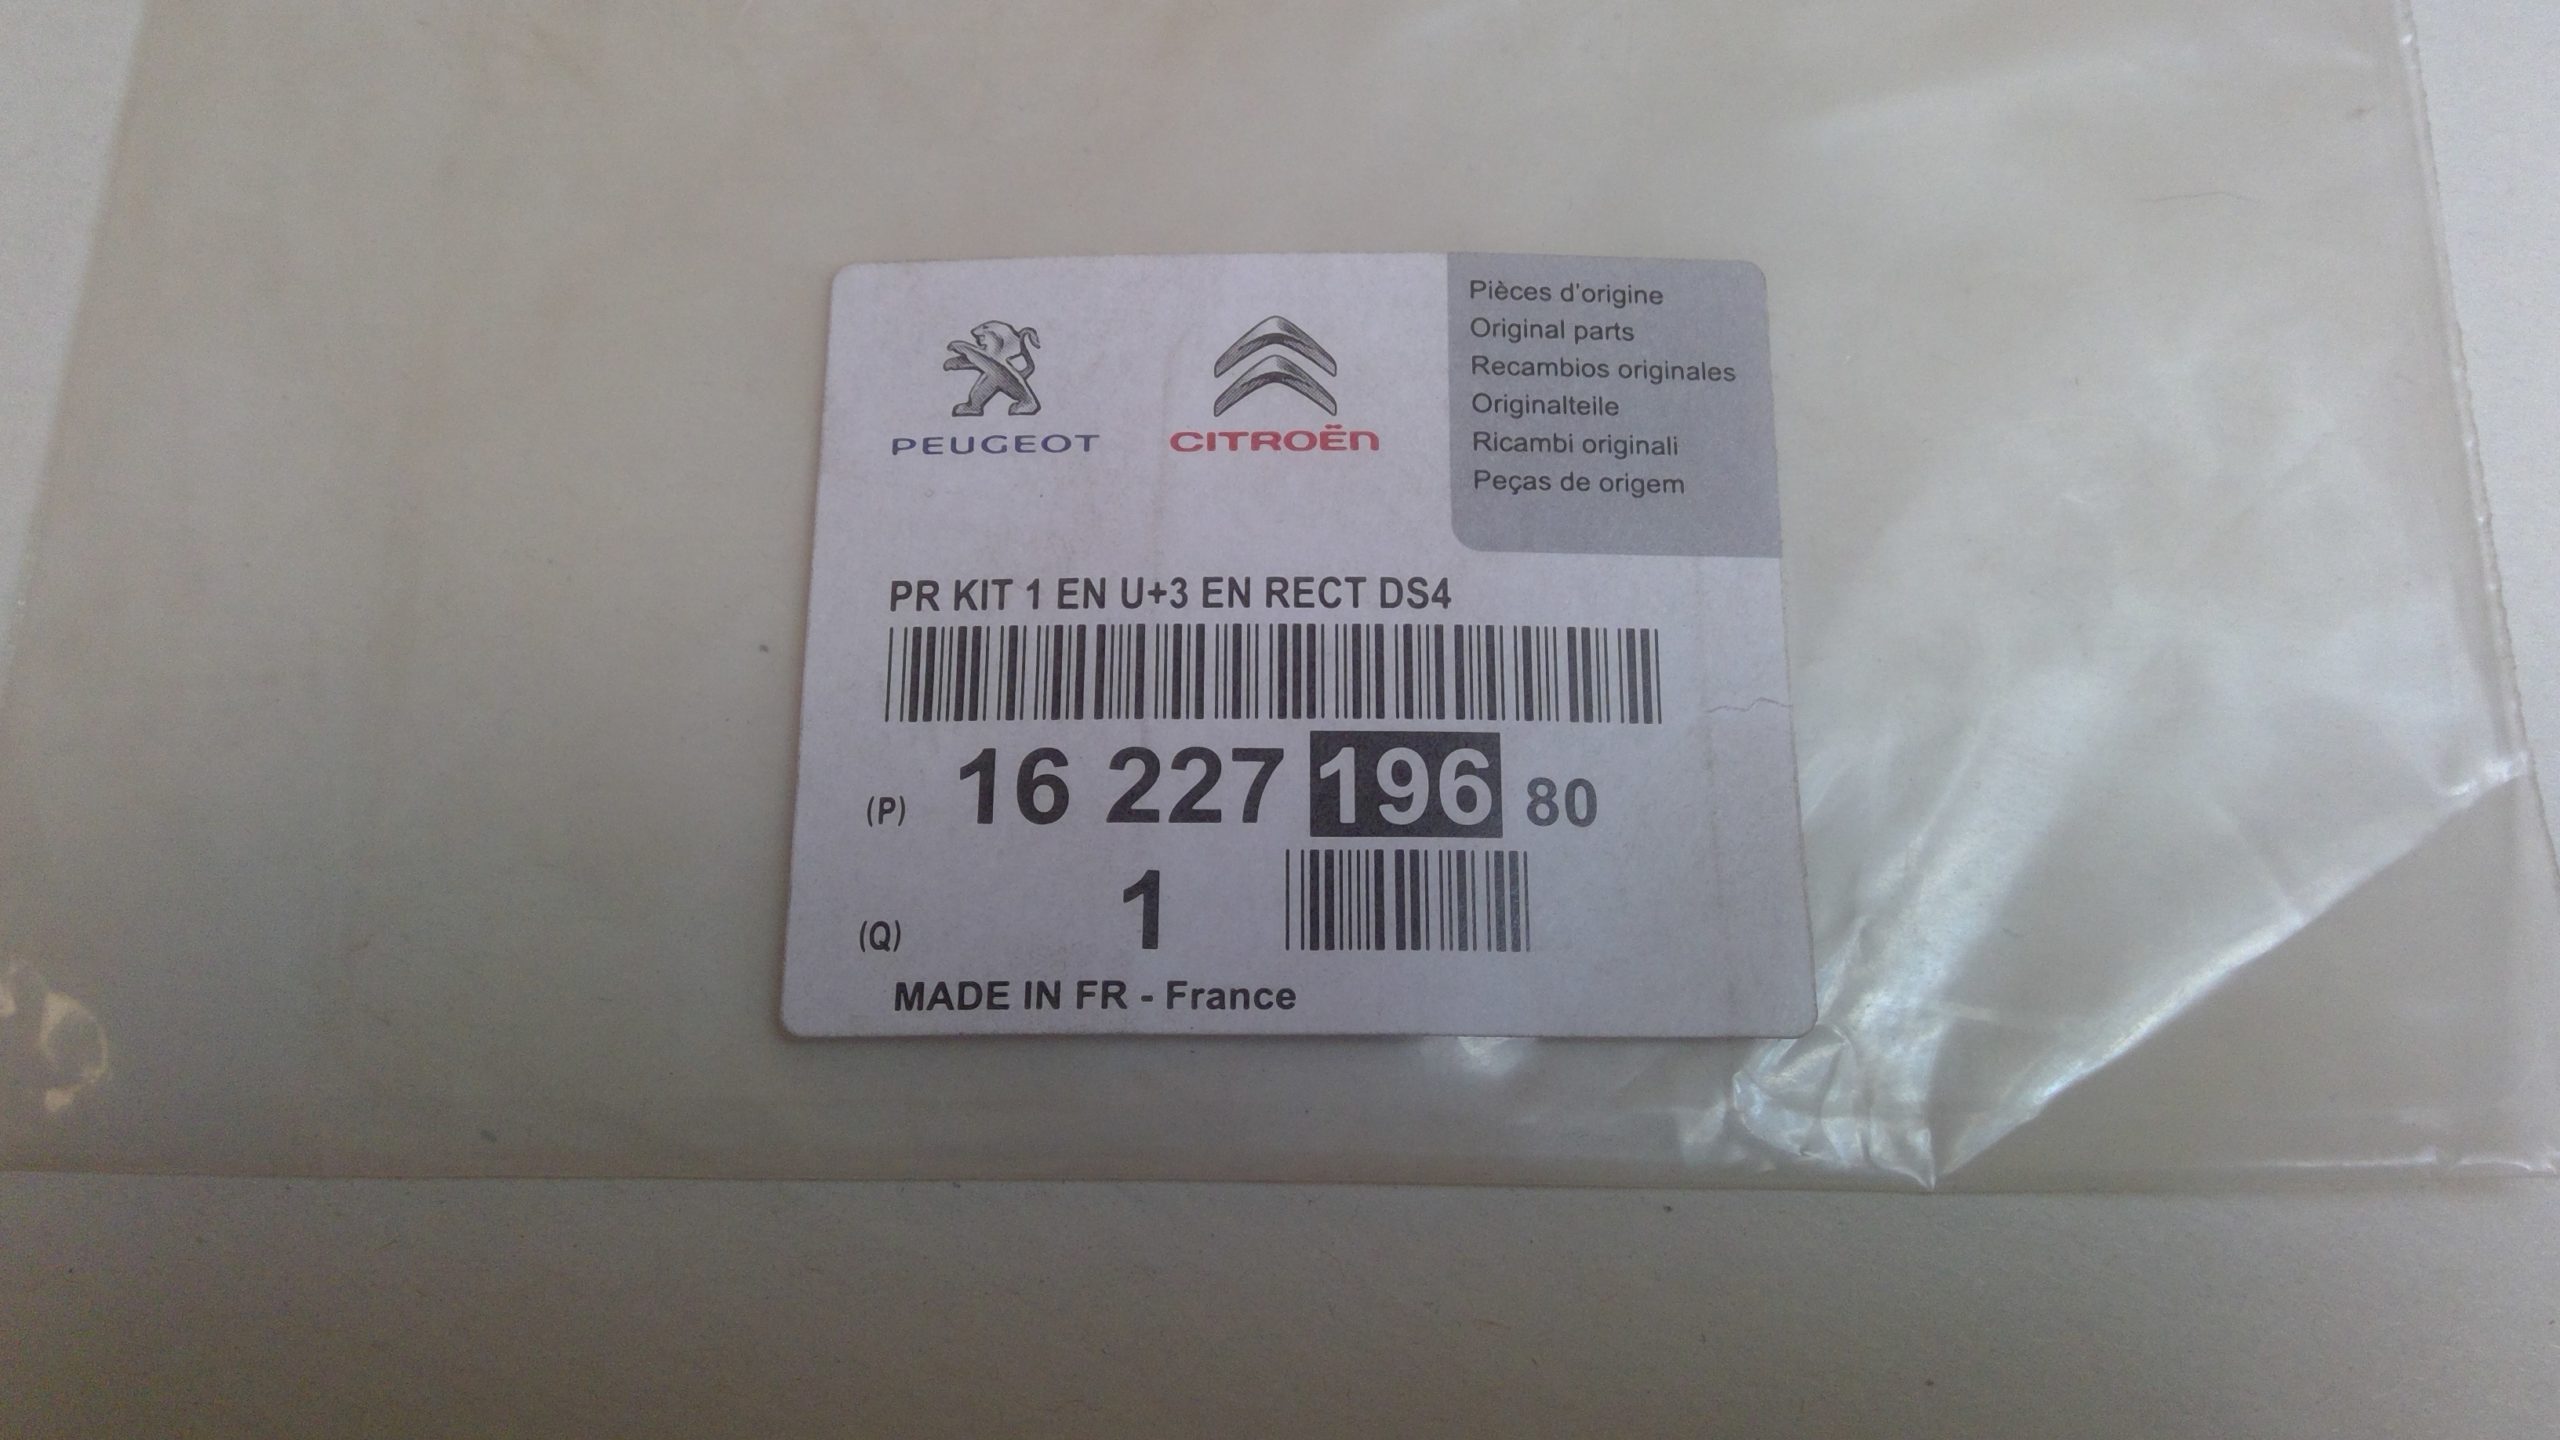 PEUGEOT
CITROËN
Pièces d'origine
Original parts
Recambios originales
Originalteile
Ricambi originali
Peças de origem
PR KIT 1 EN U+3 EN RECT DS4
(P) 16 227 196 80
(Q) 1
MADE IN FR - France